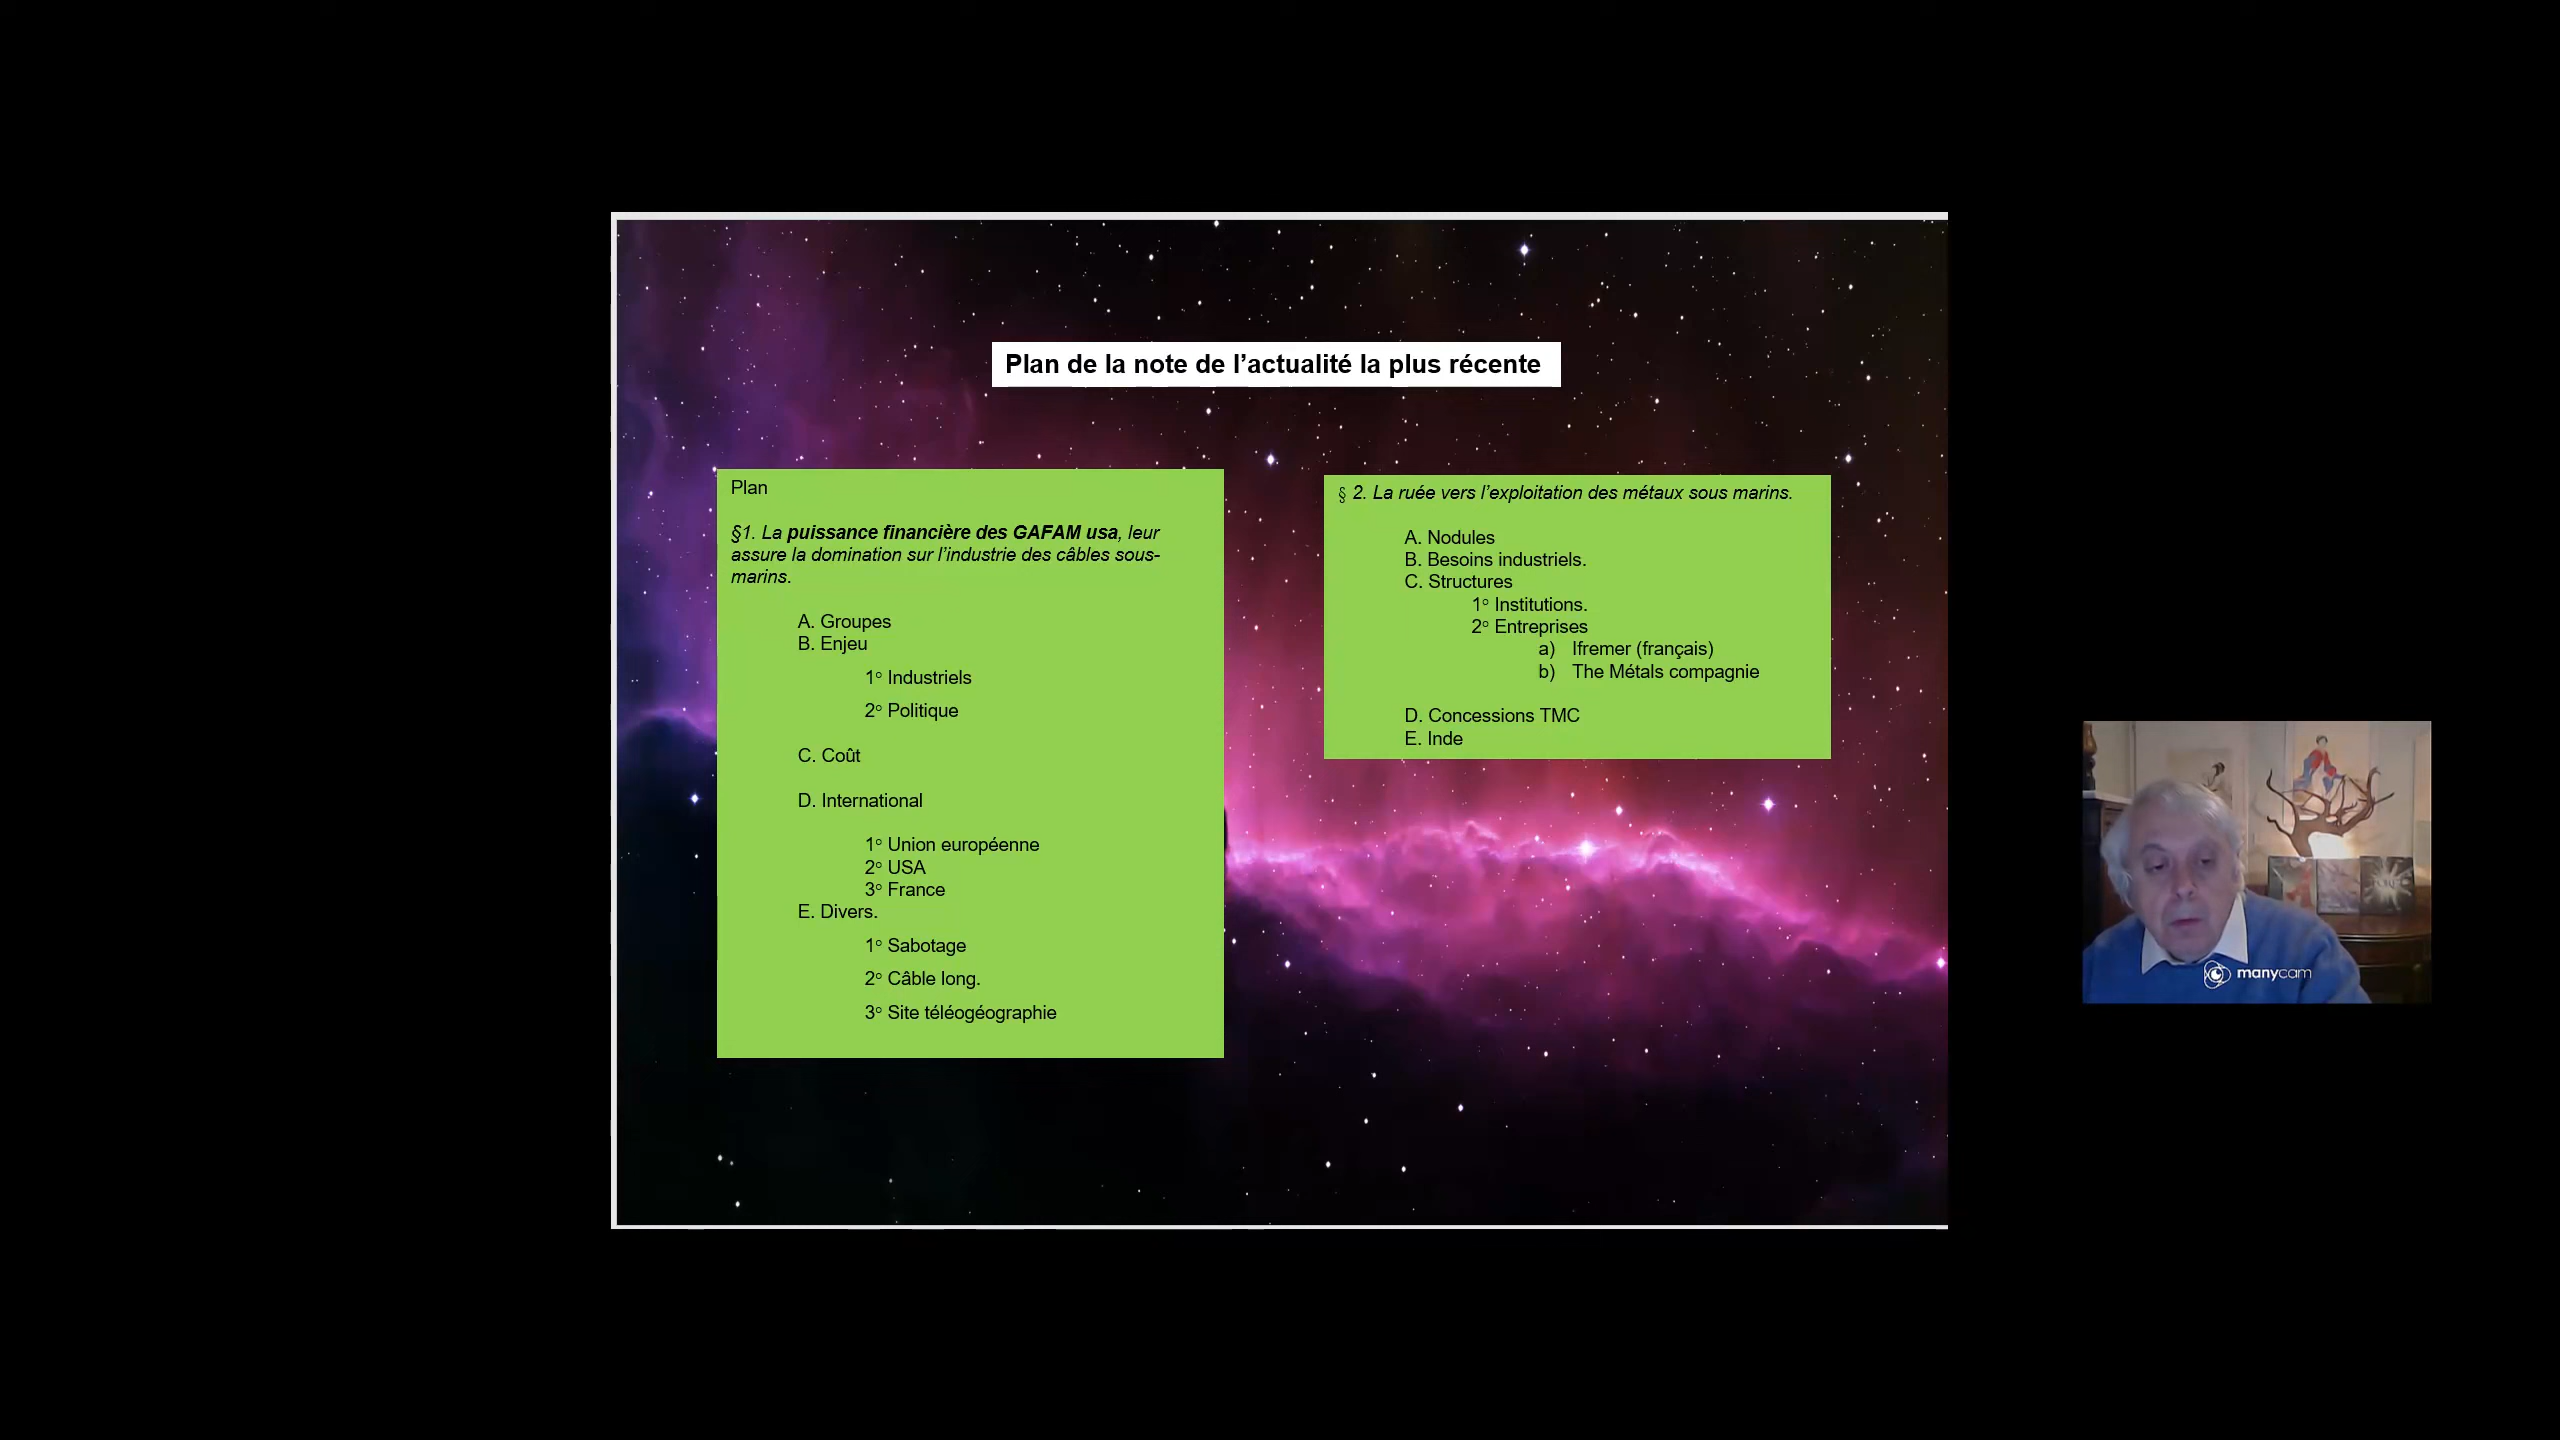 Plan de la note de l’actualité la plus récente
Plan
§1. La puissance financière des GAFAM usa, leur
assure la domination sur l’industrie des câbles sous-
marins.
A. Groupes
B. Enjeu
1° Industriels
2° Politique
C. Coût
D. International
1° Union européenne
2° USA
3° France
E. Divers.
1° Sabotage
2° Câble long.
3° Site téléogéographie
§ 2. La ruée vers l’exploitation des métaux sous marins.
A. Nodules
B. Besoins industriels.
C. Structures
1° Institutions.
2° Entreprises
a) Ifremer (français)
b) The Métals compagnie
D. Concessions TMC
E. Inde
manycam